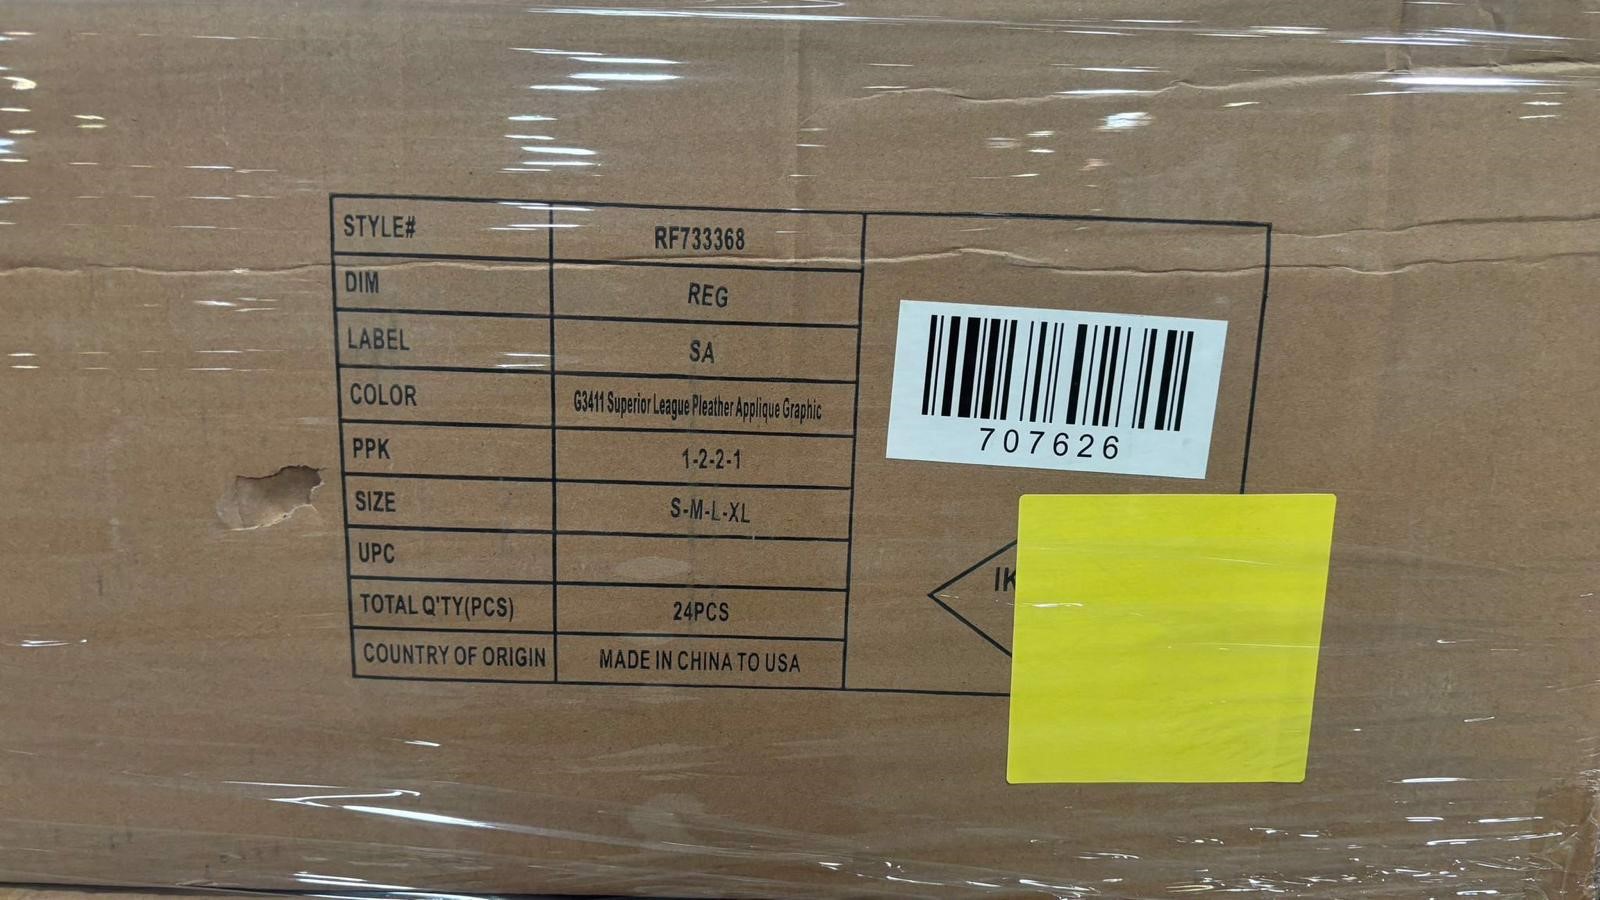 STYLE# RF733368
DIM REG
LABEL SA
COLOR G3411 Superior League Pleather Applique Graphic
PPK 1-2-2-1
SIZE S-M-L-XL
UPC
TOTAL Q'TY(PCS) 24PCS
COUNTRY OF ORIGIN MADE IN CHINA TO USA
707626